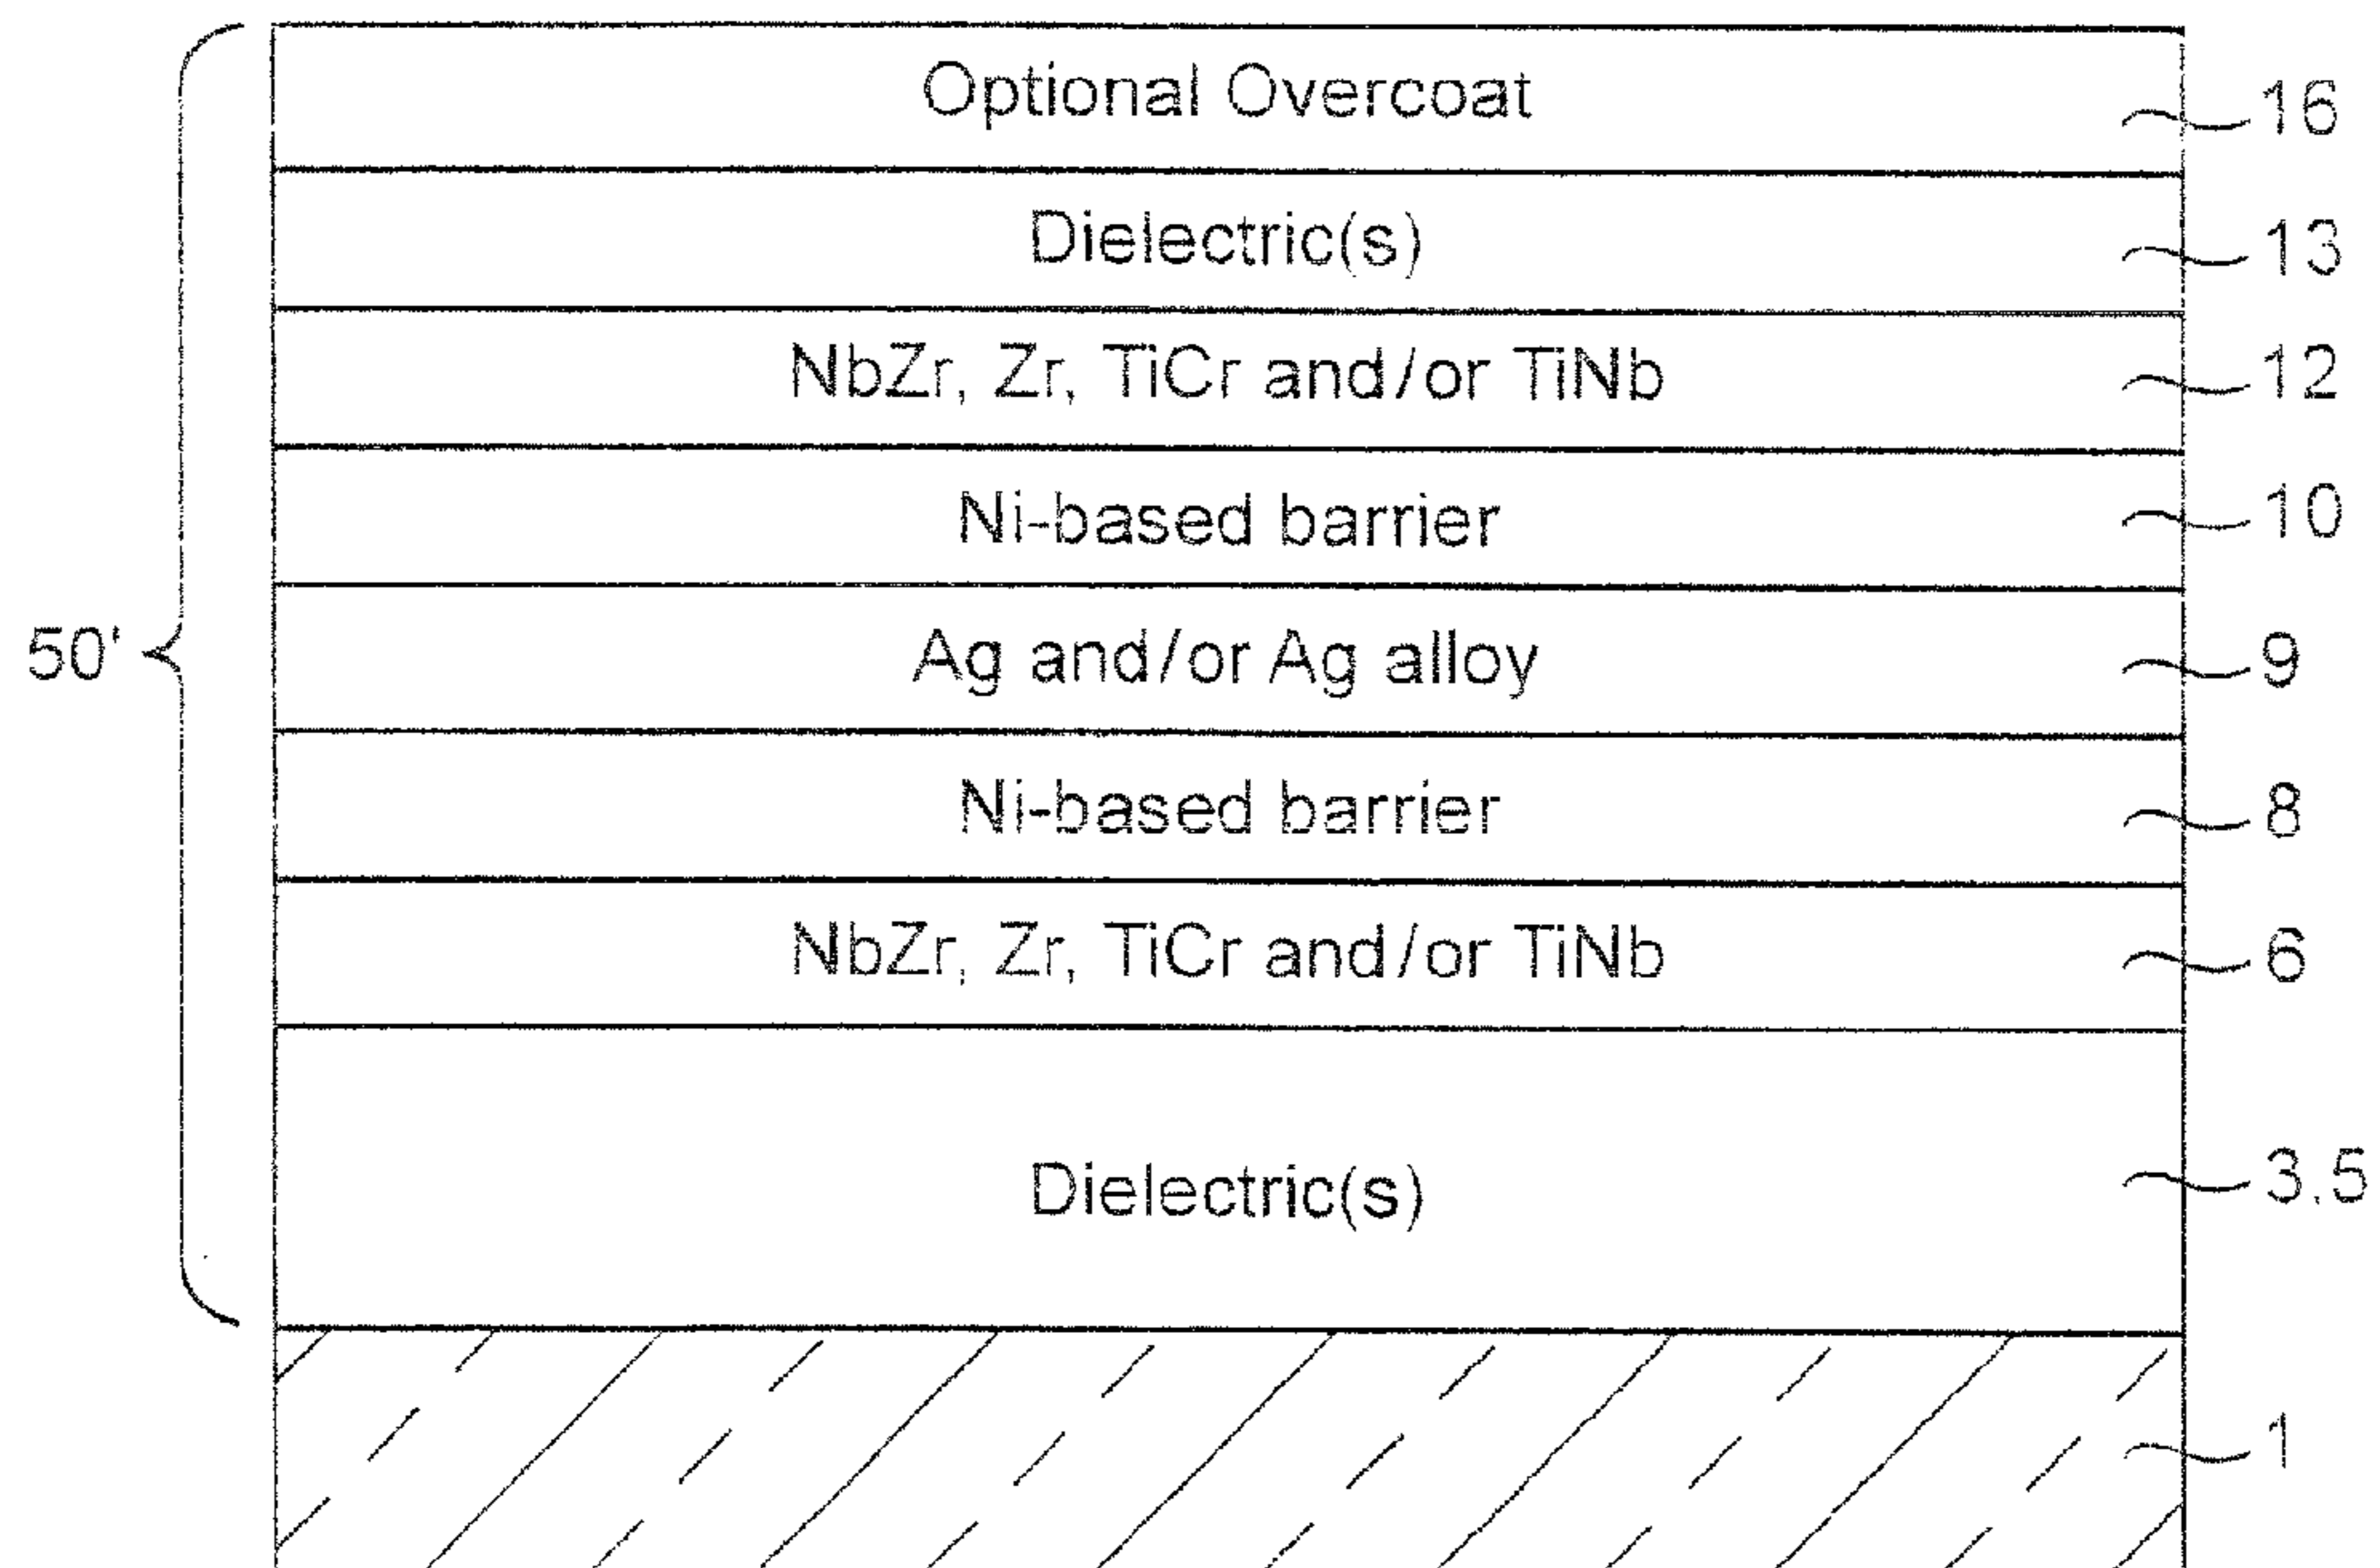 Optional Overcoat 16
Dielectric(s) 13
NbZr, Zr, TiCr and/or TiNb 12
Ni-based barrier 10
50' Ag and/or Ag alloy 9
Ni-based barrier 8
NbZr, Zr, TiCr and/or TiNb 6
Dielectric(s) 3.5
1